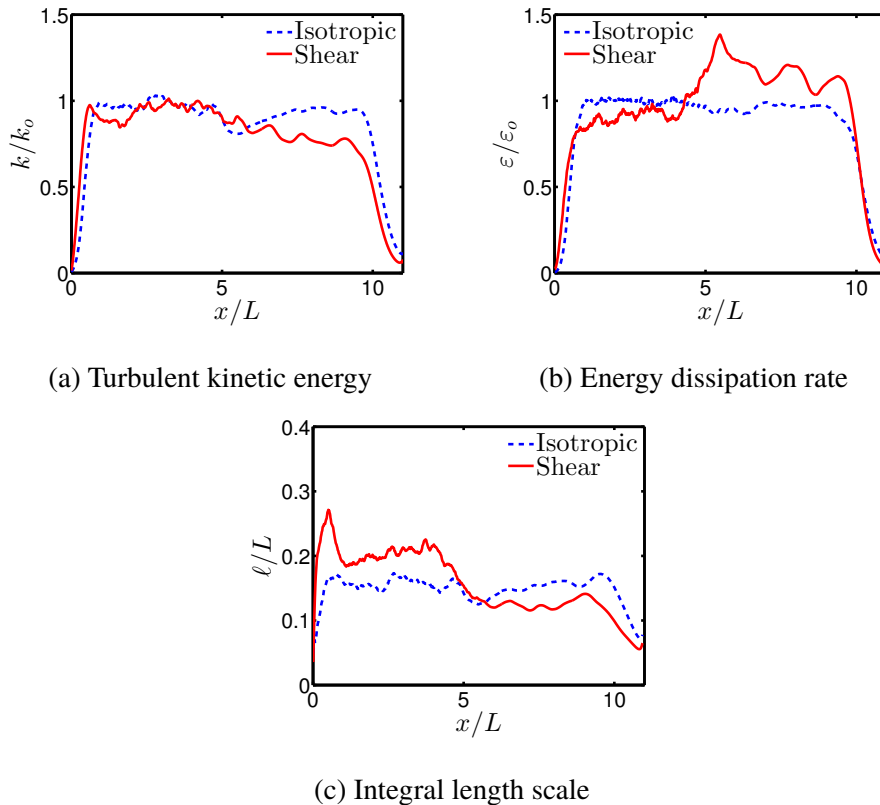 1.5
1
0.5
0
0
5
10
k/k_o
x/L
Isotropic
Shear
(a) Turbulent kinetic energy
1.5
1
0.5
0
0
5
10
ε/ε_o
x/L
Isotropic
Shear
(b) Energy dissipation rate
0.4
0.3
0.2
0.1
0
0
5
10
ℓ/L
x/L
Isotropic
Shear
(c) Integral length scale